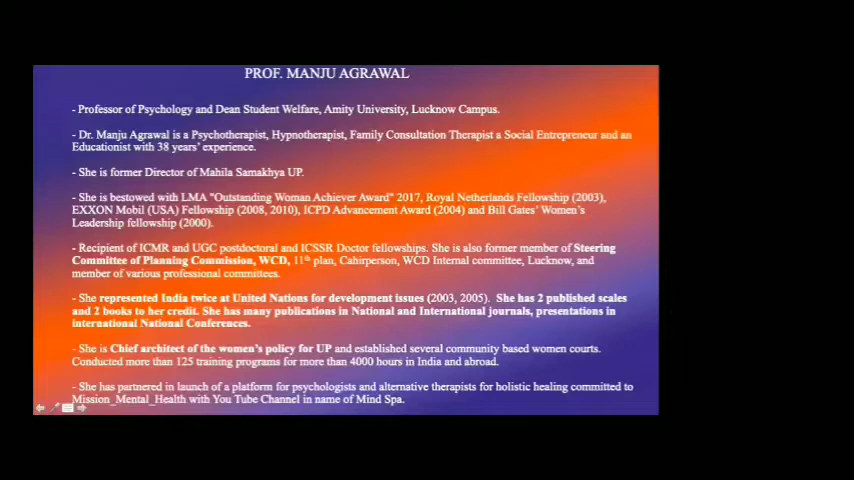 PROF. MANJU AGRAWAL
- Professor of Psychology and Dean Student Welfare, Amity University, Lucknow Campus.
- Dr. Manju Agrawal is a Psychotherapist, Hypnotherapist, Family Consultation Therapist a Social Entrepreneur and an
Educationist with 38 years' experience.
- She is former Director of Mahila Samakhya UP.
- She is bestowed with LMA "Outstanding Woman Achiever Award" 2017, Royal Netherlands Fellowship (2003),
EXXON Mobil (USA) Fellowship (2008, 2010), ICPD Advancement Award (2004) and Bill Gates' Women's
Leadership fellowship (2000).
- Recipient of ICMR and UGC postdoctoral and ICSSR Doctor fellowships. She is also former member of Steering
Committee of Planning Commission, WCD, 11th plan, Cahirperson, WCD Internal committee, Lucknow, and
member of various professional committees.
- She represented India twice at United Nations for development issues (2003, 2005). She has 2 published scales
and 2 books to her credit. She has many publications in National and International journals, presentations in
international National Conferences.
- She is Chief architect of the women's policy for UP and established several community based women courts.
Conducted more than 125 training programs for more than 4000 hours in India and abroad.
- She has partnered in launch of a platform for psychologists and alternative therapists for holistic healing committed to
Mission_Mental_Health with You Tube Channel in name of Mind Spa.